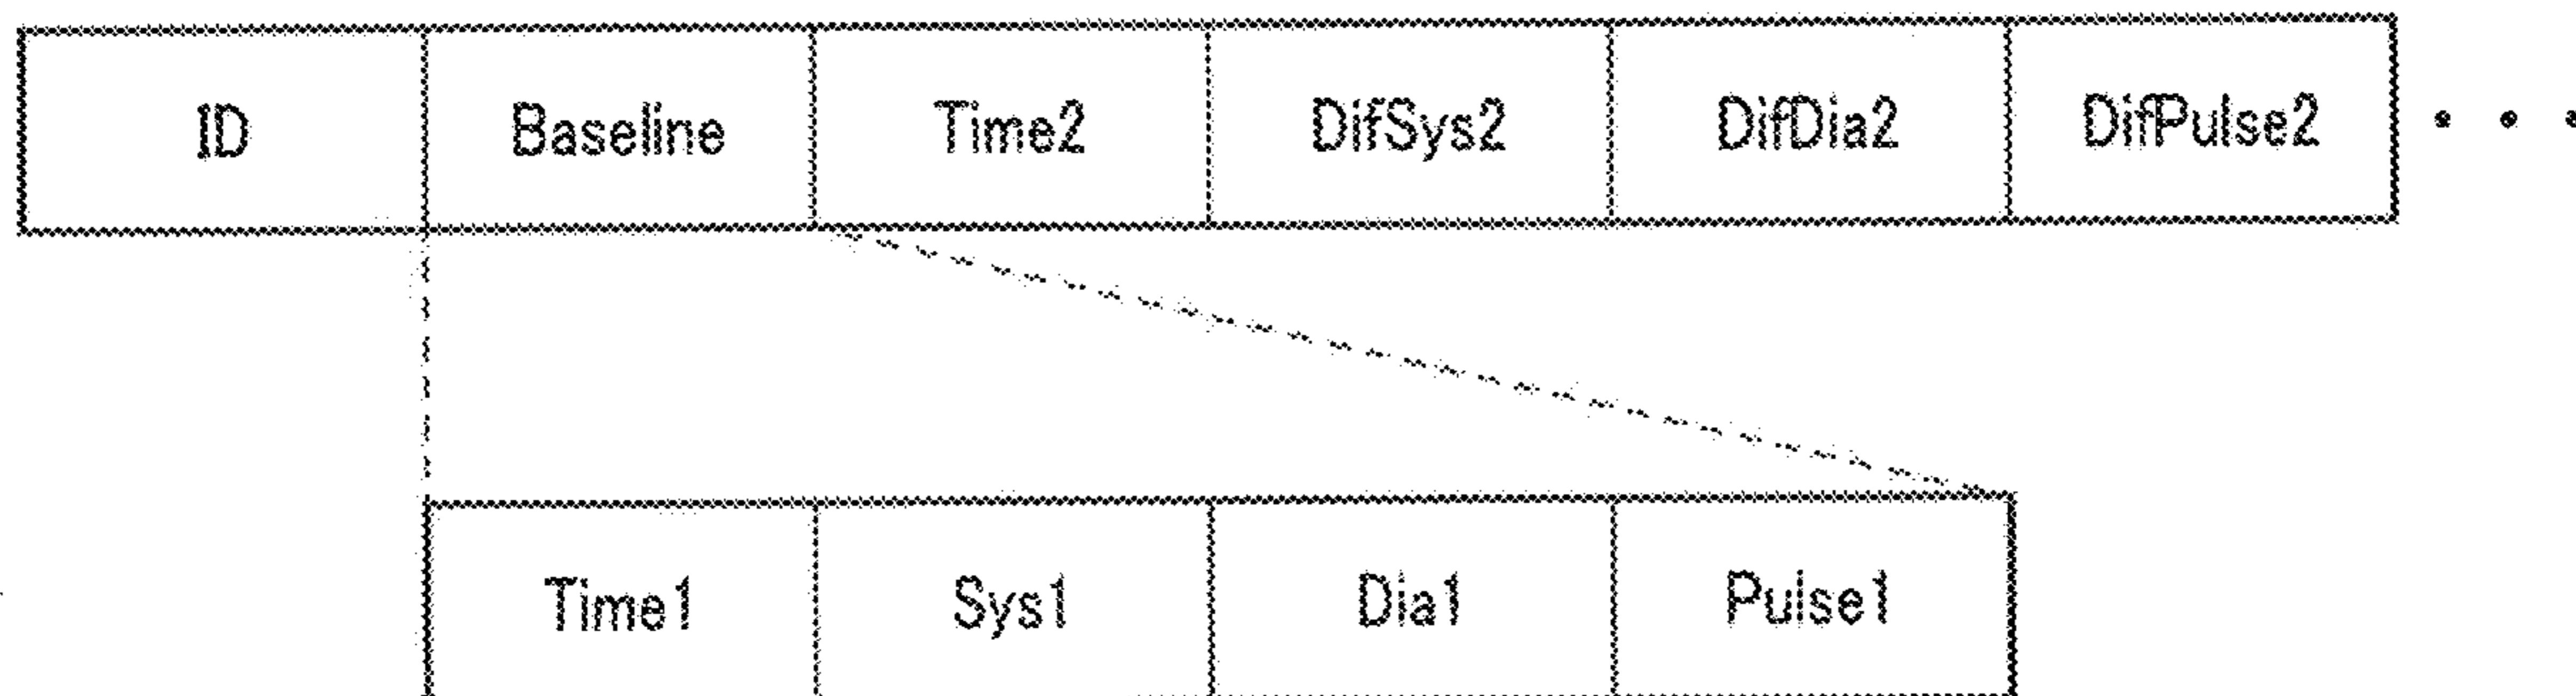 ID Baseline Time2 DifSys2 DifDia2 DifPulse2 . . .
Time1 Sys1 Dia1 Pulse1